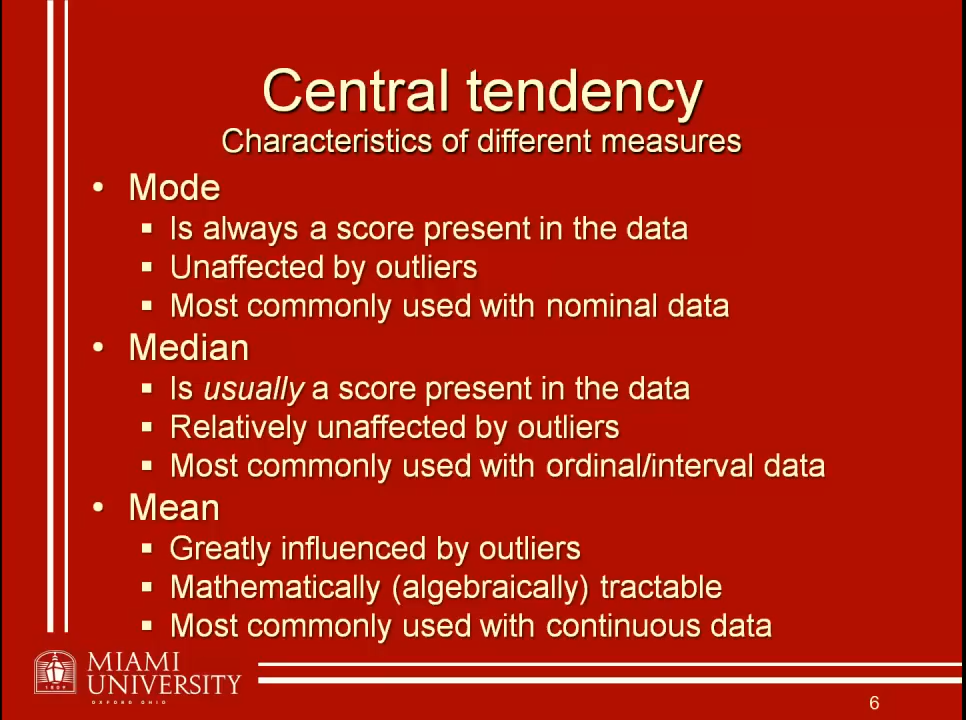 Central tendency
Characteristics of different measures
• Mode
▪ Is always a score present in the data
▪ Unaffected by outliers
▪ Most commonly used with nominal data
• Median
▪ Is usually a score present in the data
▪ Relatively unaffected by outliers
▪ Most commonly used with ordinal/interval data
• Mean
▪ Greatly influenced by outliers
▪ Mathematically (algebraically) tractable
▪ Most commonly used with continuous data
1809
MIAMI
UNIVERSITY
OXFORD OHIO
6